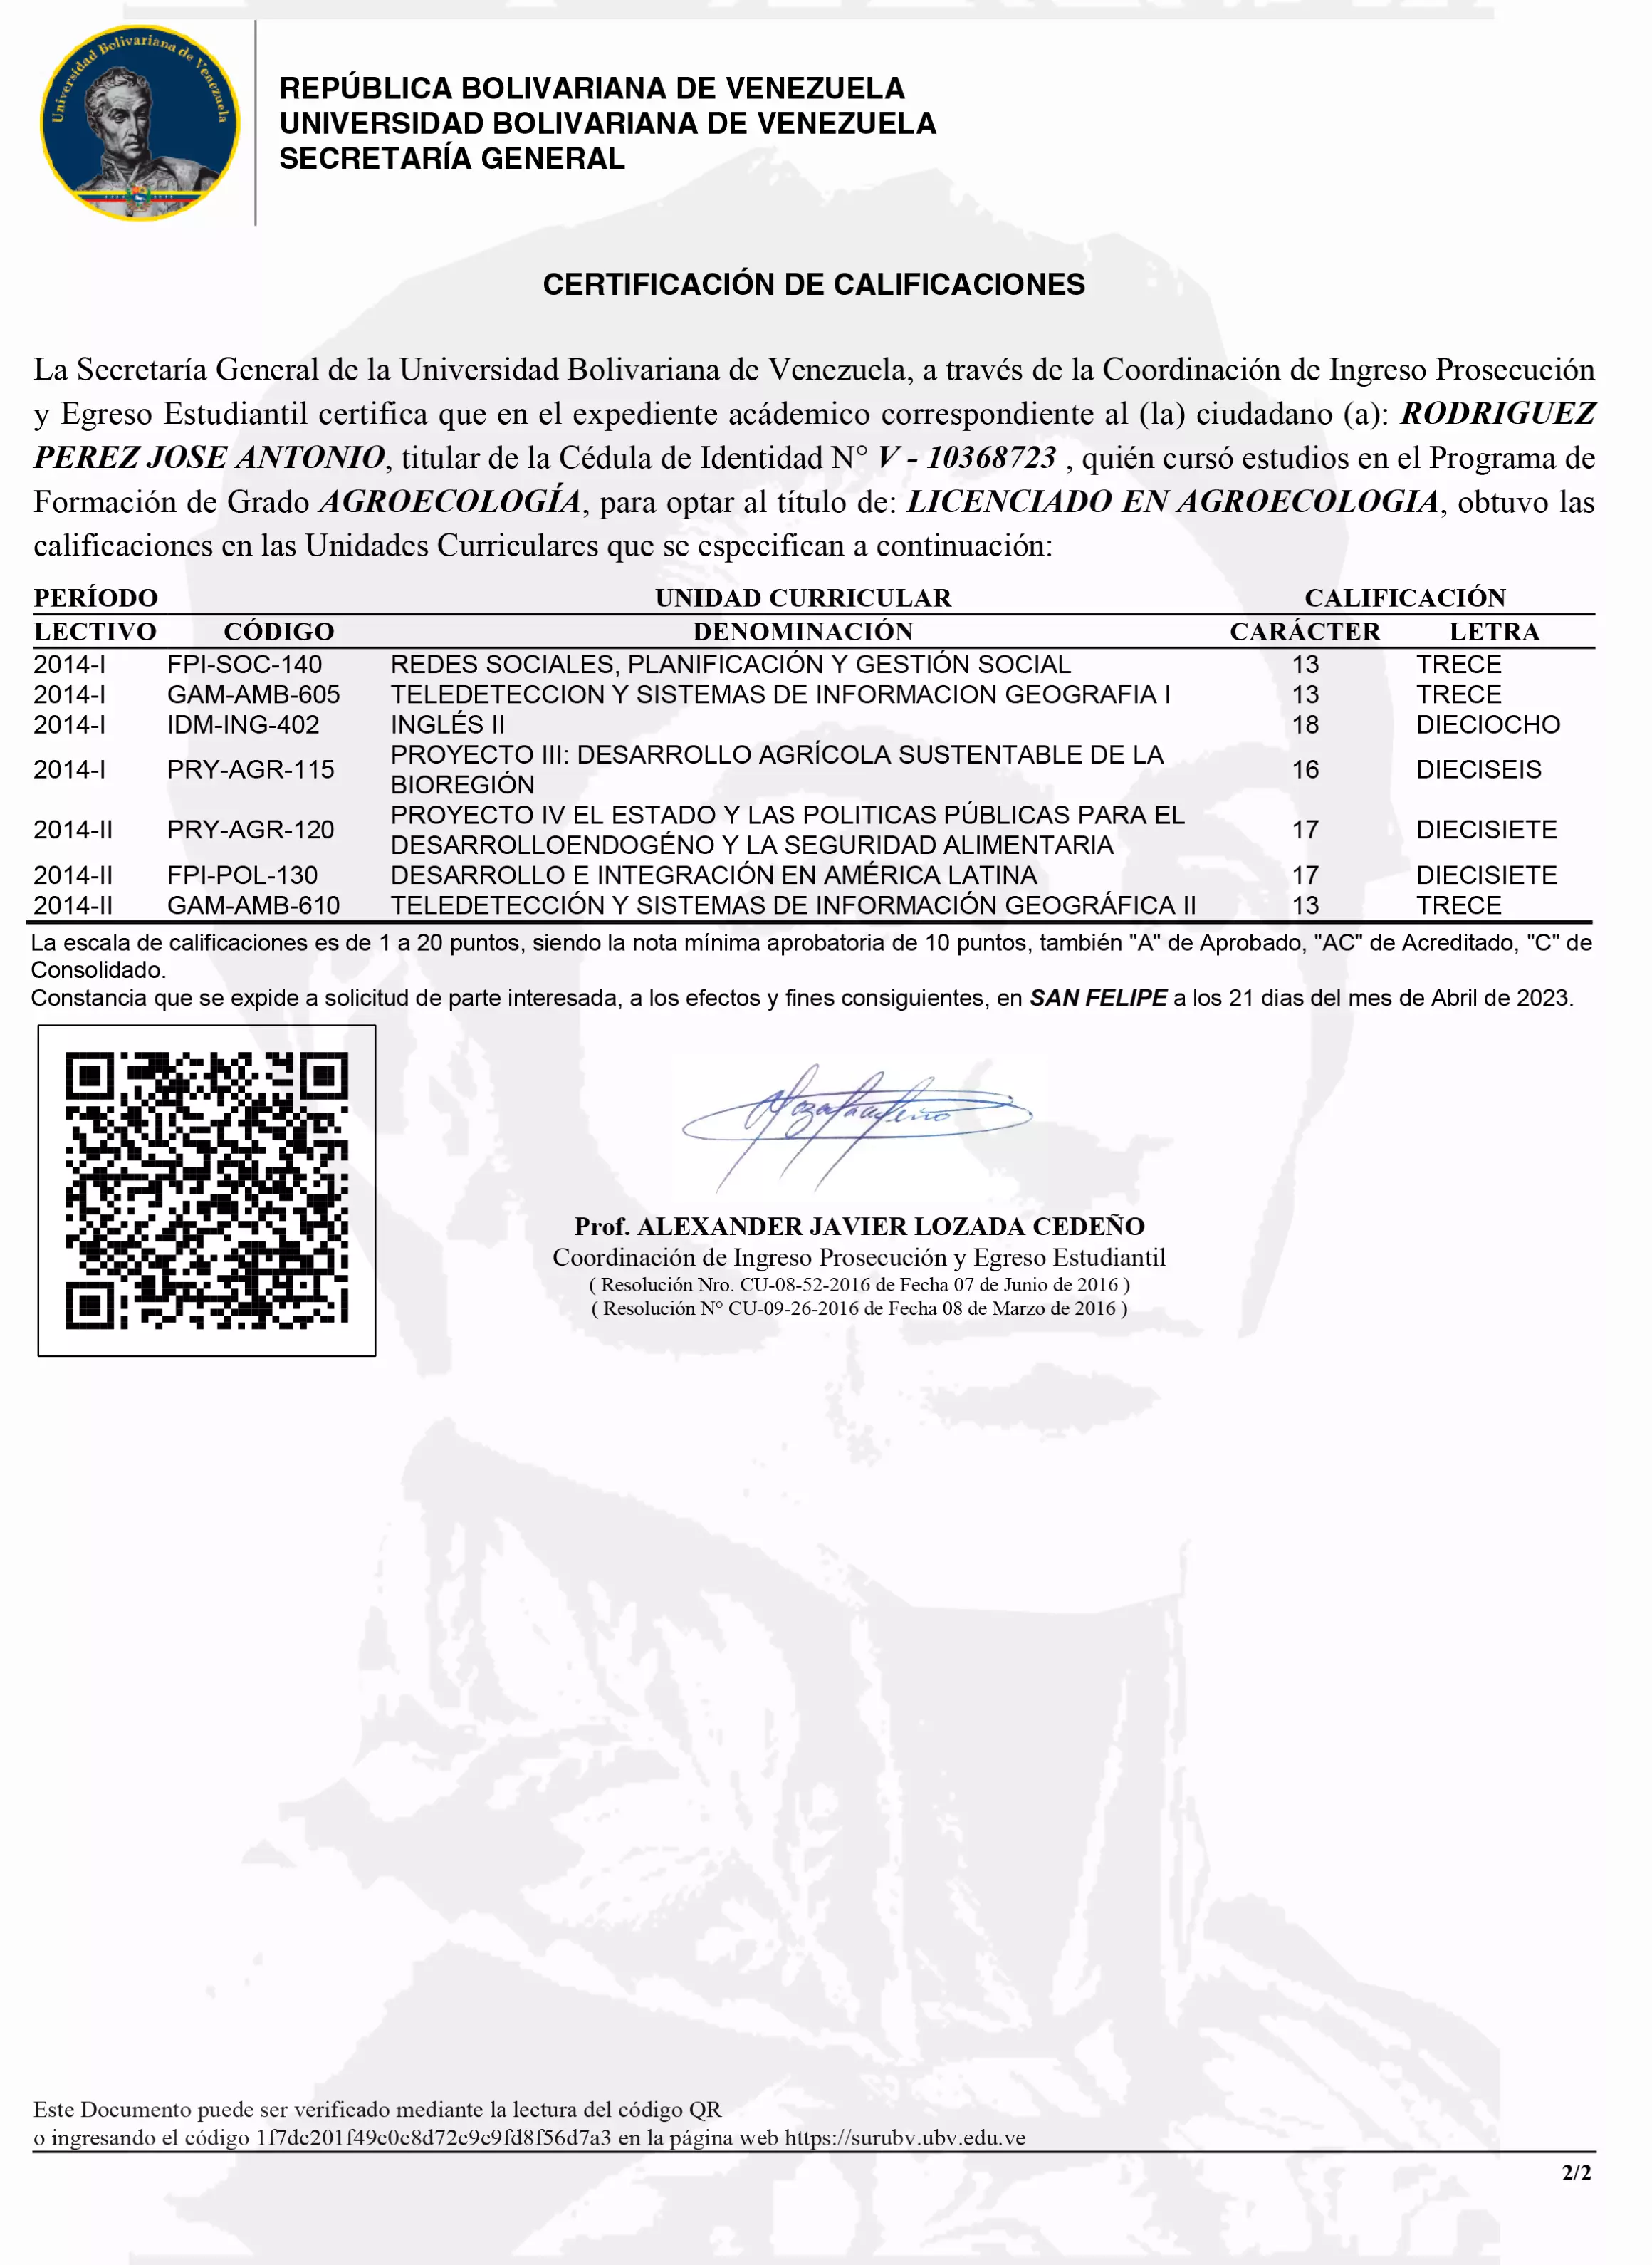 Universidad Bolivariana de Venezuela
REPÚBLICA BOLIVARIANA DE VENEZUELA
UNIVERSIDAD BOLIVARIANA DE VENEZUELA
SECRETARÍA GENERAL
CERTIFICACIÓN DE CALIFICACIONES
La Secretaría General de la Universidad Bolivariana de Venezuela, a través de la Coordinación de Ingreso Prosecución
y Egreso Estudiantil certifica que en el expediente acádemico correspondiente al (la) ciudadano (a): RODRIGUEZ
PEREZ JOSE ANTONIO, titular de la Cédula de Identidad N° V - 10368723 , quién cursó estudios en el Programa de
Formación de Grado AGROECOLOGÍA, para optar al título de: LICENCIADO EN AGROECOLOGIA, obtuvo las
calificaciones en las Unidades Curriculares que se especifican a continuación:
PERÍODO UNIDAD CURRICULAR CALIFICACIÓN
LECTIVO CÓDIGO DENOMINACIÓN CARÁCTER LETRA
2014-I FPI-SOC-140 REDES SOCIALES, PLANIFICACIÓN Y GESTIÓN SOCIAL 13 TRECE
2014-I GAM-AMB-605 TELEDETECCION Y SISTEMAS DE INFORMACION GEOGRAFIA I 13 TRECE
2014-I IDM-ING-402 INGLÉS II 18 DIECIOCHO
2014-I PRY-AGR-115 PROYECTO III: DESARROLLO AGRÍCOLA SUSTENTABLE DE LA
BIOREGIÓN 16 DIECISEIS
2014-II PRY-AGR-120 PROYECTO IV EL ESTADO Y LAS POLITICAS PÚBLICAS PARA EL
DESARROLLOENDOGÉNO Y LA SEGURIDAD ALIMENTARIA 17 DIECISIETE
2014-II FPI-POL-130 DESARROLLO E INTEGRACIÓN EN AMÉRICA LATINA 17 DIECISIETE
2014-II GAM-AMB-610 TELEDETECCIÓN Y SISTEMAS DE INFORMACIÓN GEOGRÁFICA II 13 TRECE
La escala de calificaciones es de 1 a 20 puntos, siendo la nota mínima aprobatoria de 10 puntos, también "A" de Aprobado, "AC" de Acreditado, "C" de
Consolidado.
Constancia que se expide a solicitud de parte interesada, a los efectos y fines consiguientes, en SAN FELIPE a los 21 dias del mes de Abril de 2023.
Prof. ALEXANDER JAVIER LOZADA CEDEÑO
Coordinación de Ingreso Prosecución y Egreso Estudiantil
( Resolución Nro. CU-08-52-2016 de Fecha 07 de Junio de 2016 )
( Resolución N° CU-09-26-2016 de Fecha 08 de Marzo de 2016 )
Este Documento puede ser verificado mediante la lectura del código QR
o ingresando el código 1f7dc201f49c0c8d72c9c9fd8f56d7a3 en la página web https://surubv.ubv.edu.ve
2/2